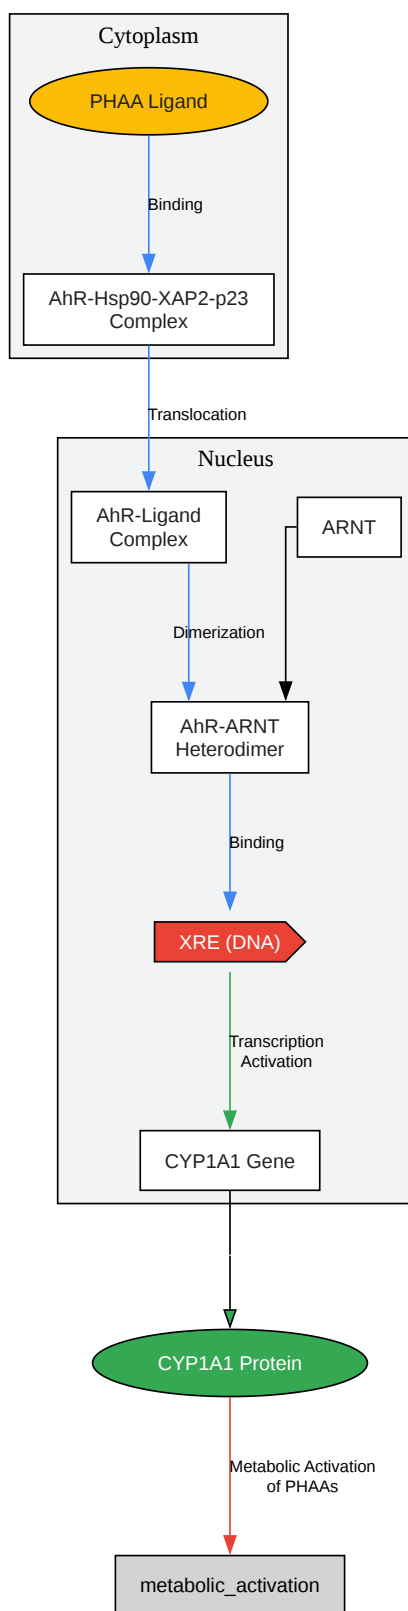 Cytoplasm
PHAA Ligand
Binding
AhR-Hsp90-XAP2-p23
Complex
Translocation
Nucleus
AhR-Ligand
Complex
ARNT
Dimerization
AhR-ARNT
Heterodimer
Binding
XRE (DNA)
Transcription
Activation
CYP1A1 Gene
CYP1A1 Protein
Metabolic Activation
of PHAAs
metabolic_activation